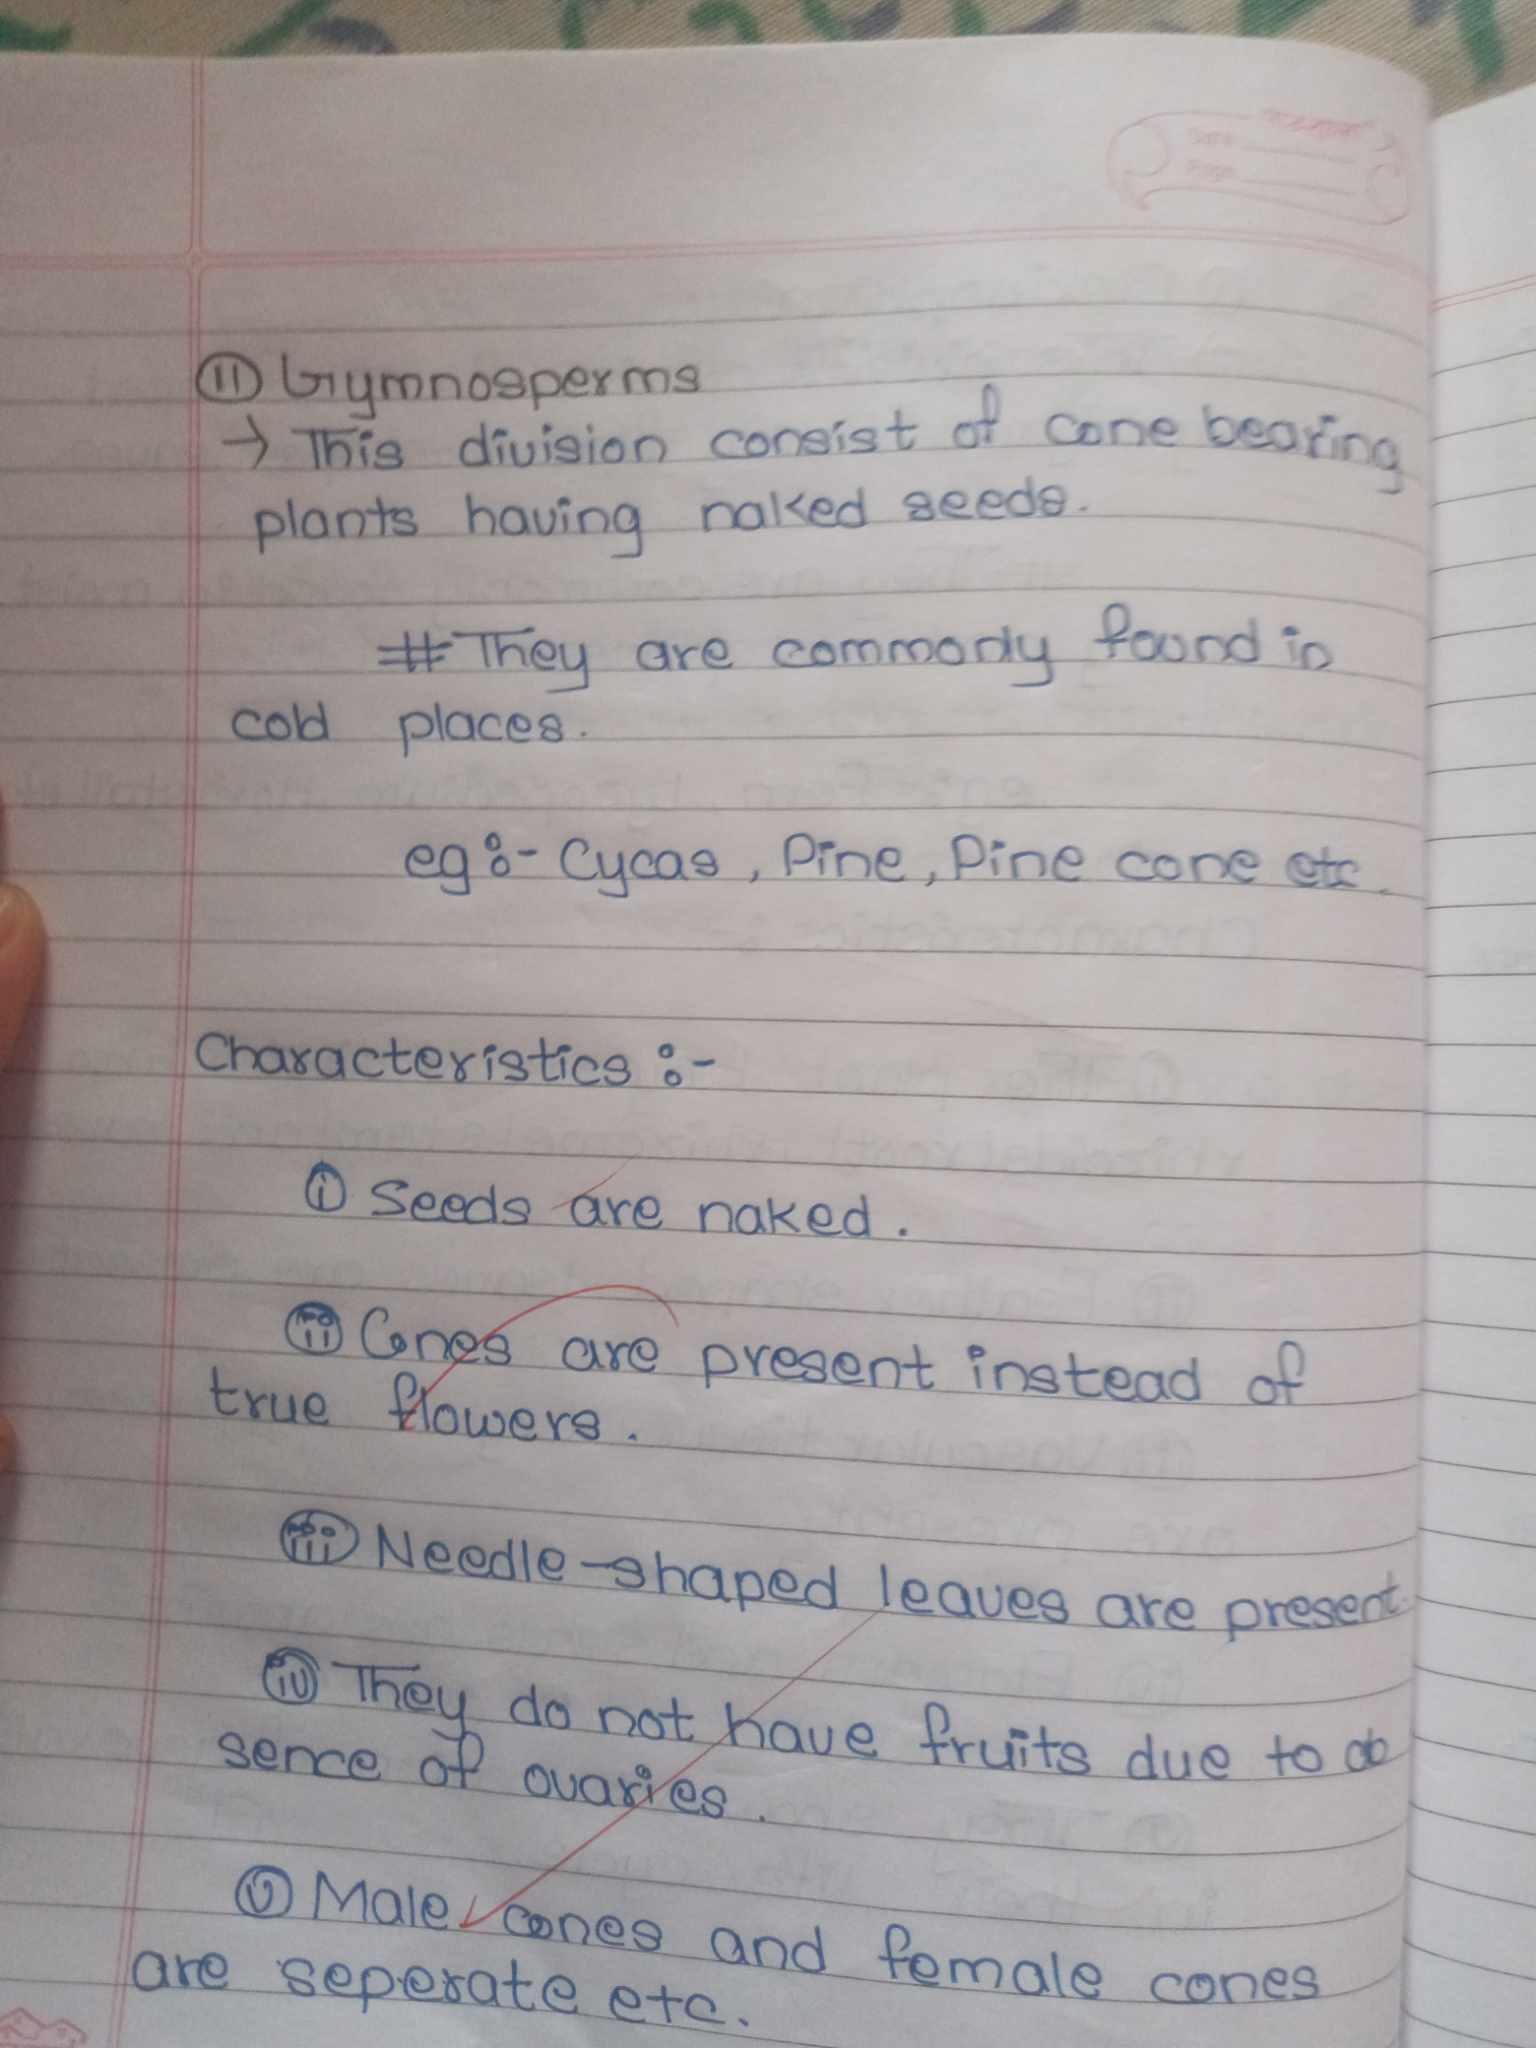 ii Gymnosperms
→ This division consist of cone bearing
plants having naked seeds.
# They are commonly found in
cold places.
eg:- Cycas, Pine, Pine cone etc.
Characteristics :-
i Seeds are naked.
ii Cones are present instead of
true flowers.
iii Needle-shaped leaves are present.
iv They do not have fruits due to ab
sence of ovaries.
v Male cones and female cones
are seperate etc.